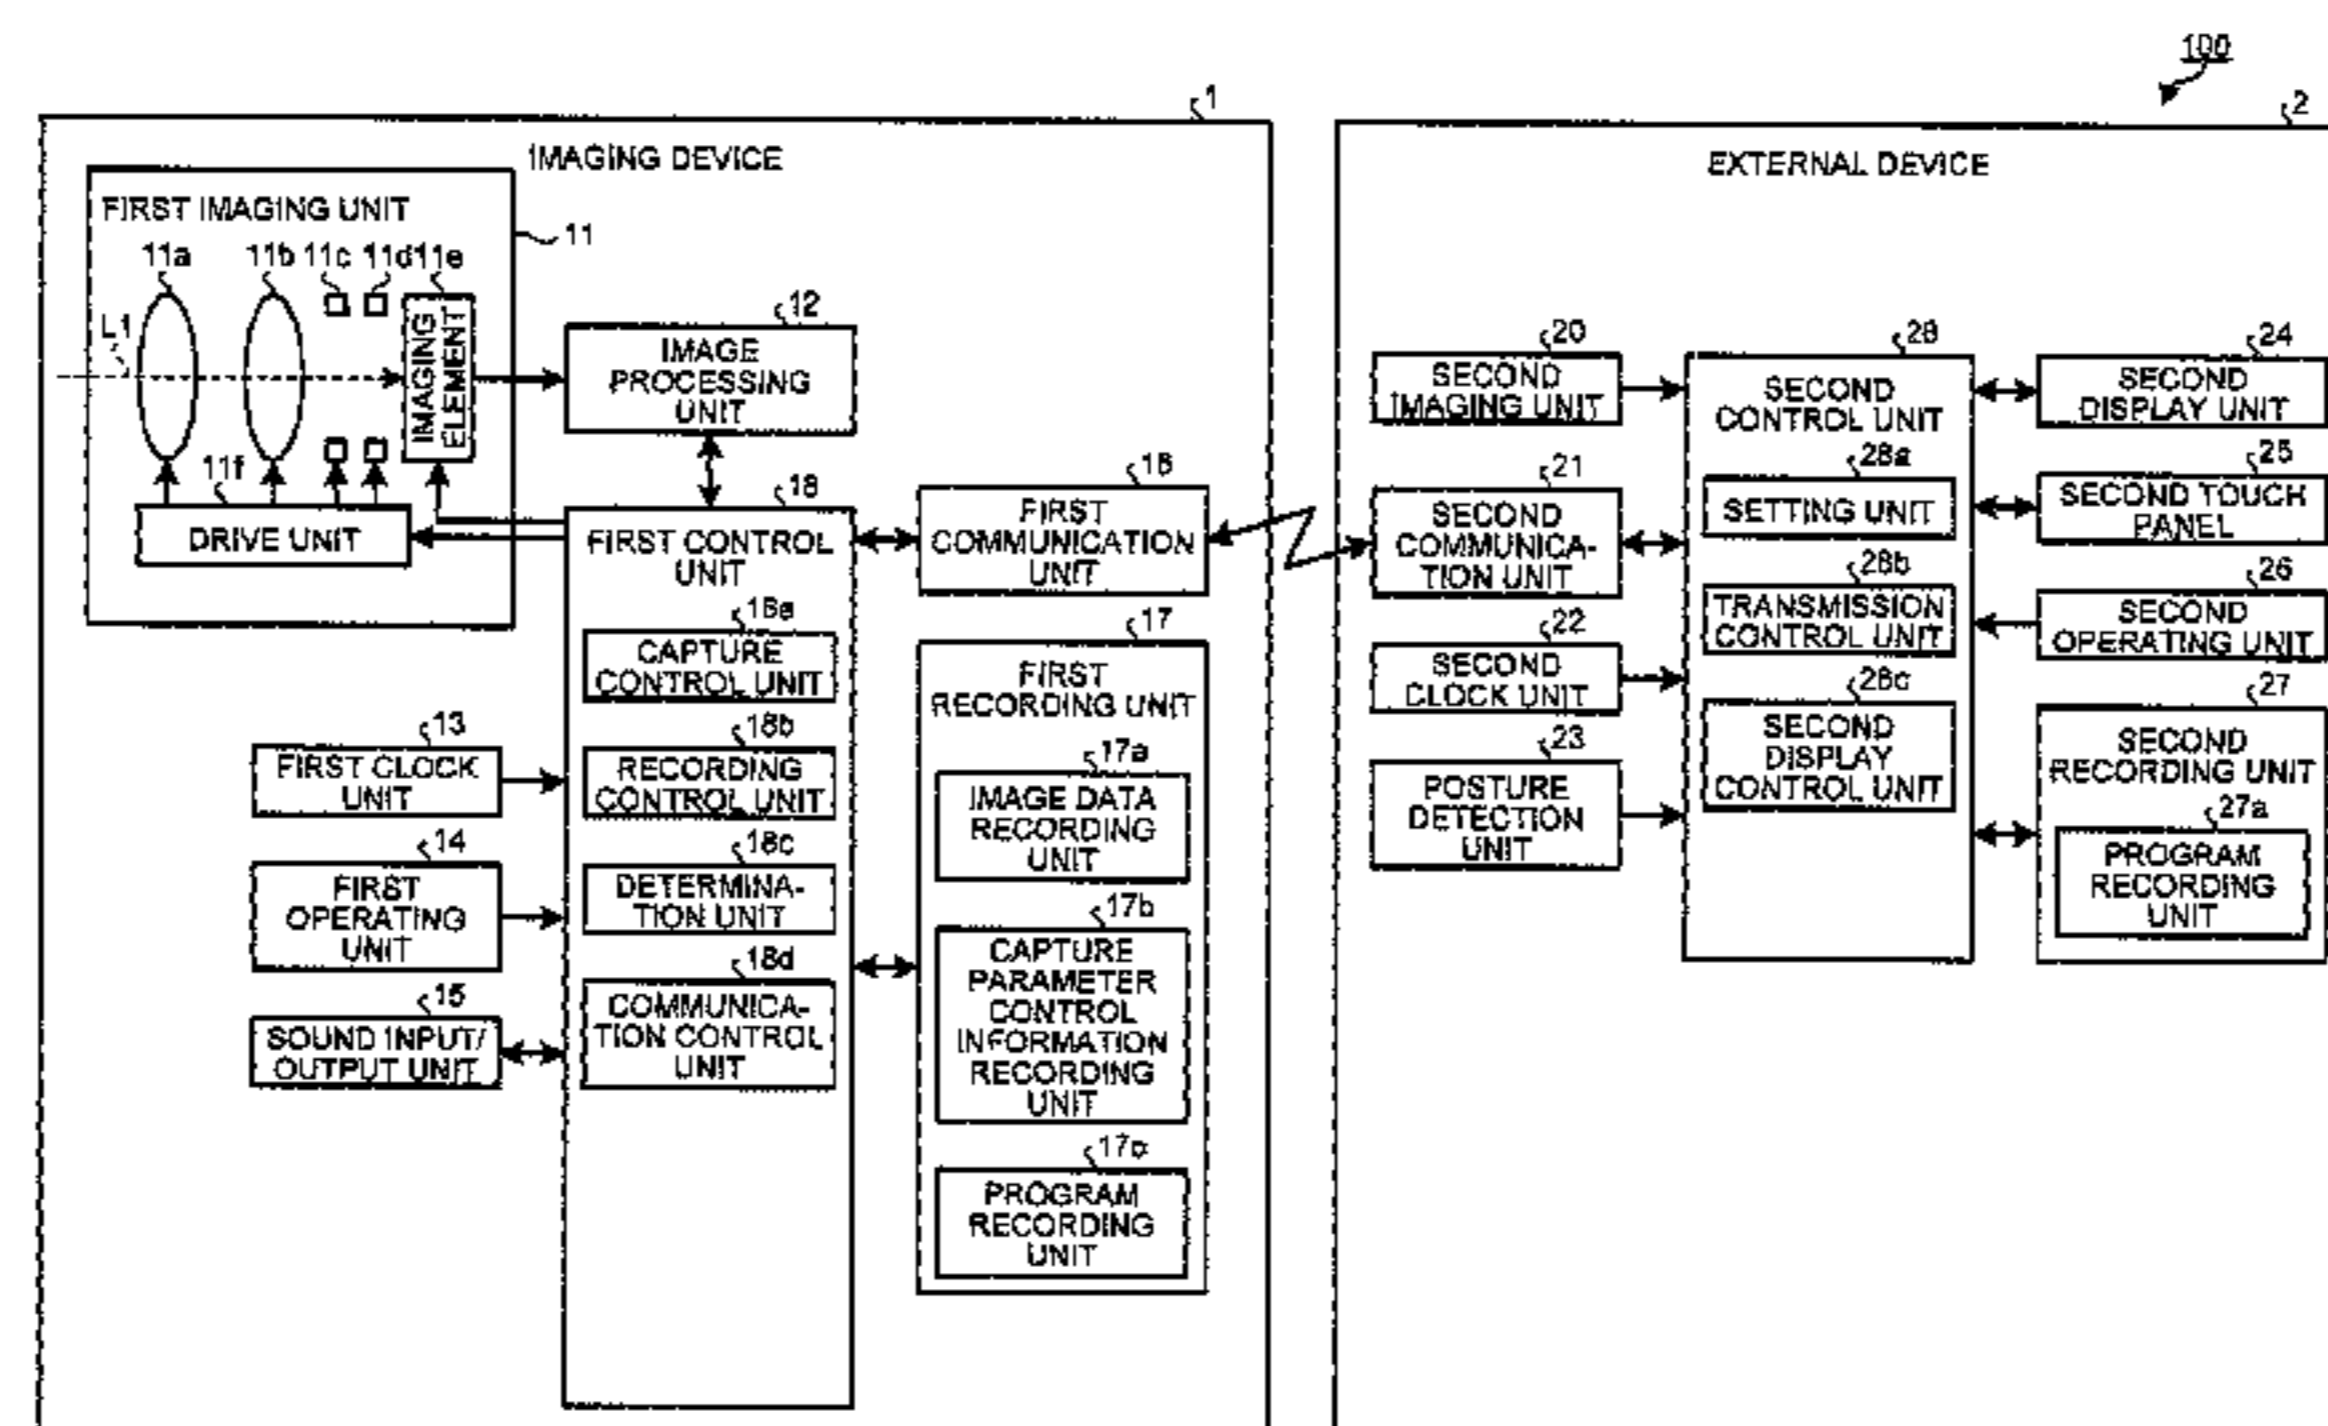 100
1
IMAGING DEVICE
FIRST IMAGING UNIT
11
11a
11b
11c
11d
11e
L1
IMAGING
ELEMENT
11f
DRIVE UNIT
12
IMAGE
PROCESSING
UNIT
18
FIRST CONTROL
UNIT
18a
CAPTURE
CONTROL UNIT
18b
RECORDING
CONTROL UNIT
18c
DETERMINA-
TION UNIT
18d
COMMUNICA-
TION CONTROL
UNIT
13
FIRST CLOCK
UNIT
14
FIRST
OPERATING
UNIT
15
SOUND INPUT/
OUTPUT UNIT
16
FIRST
COMMUNICATION
UNIT
17
FIRST
RECORDING UNIT
17a
IMAGE DATA
RECORDING
UNIT
17b
CAPTURE
PARAMETER
CONTROL
INFORMATION
RECORDING
UNIT
17c
PROGRAM
RECORDING
UNIT
2
EXTERNAL DEVICE
20
SECOND
IMAGING UNIT
21
SECOND
COMMUNICA-
TION UNIT
22
SECOND
CLOCK UNIT
23
POSTURE
DETECTION
UNIT
28
SECOND
CONTROL UNIT
28a
SETTING UNIT
28b
TRANSMISSION
CONTROL UNIT
28c
SECOND
DISPLAY
CONTROL UNIT
24
SECOND
DISPLAY UNIT
25
SECOND TOUCH
PANEL
26
SECOND
OPERATING UNIT
27
SECOND
RECORDING UNIT
27a
PROGRAM
RECORDING
UNIT